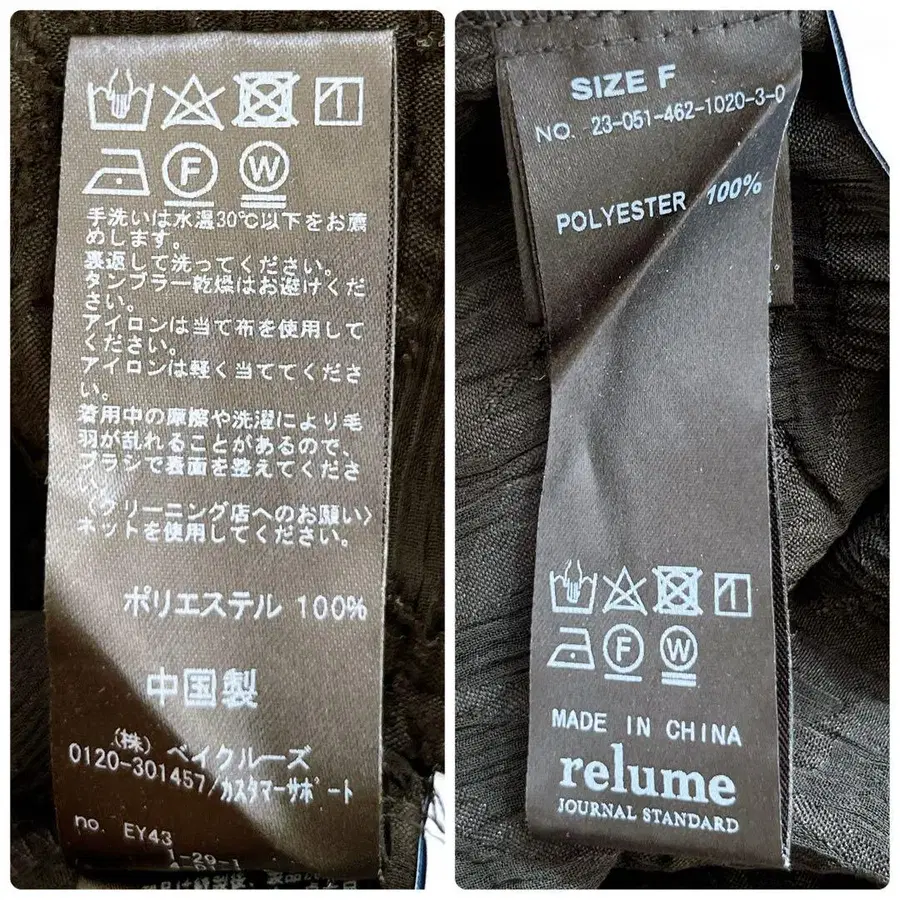 手洗いは水温30℃以下をお薦
めします。
裏返して洗ってください。
タンブラー乾燥はお避けくだ
さい。
アイロンは当て布を使用して
ください。
アイロンは軽く当ててくださ
い。
着用中の摩擦や洗濯により毛
羽が乱れることがあるので、
ブラシで表面を整えてくださ
い。
〈クリーニング店へのお願い〉
ネットを使用してください。
ポリエステル 100%
中国製
(株) ベイクルーズ
0120-301457/カスタマーサポート
no. EY43
SIZE F
NO. 23-051-462-1020-3-0
POLYESTER 100%
F
W
MADE IN CHINA
relume
JOURNAL STANDARD